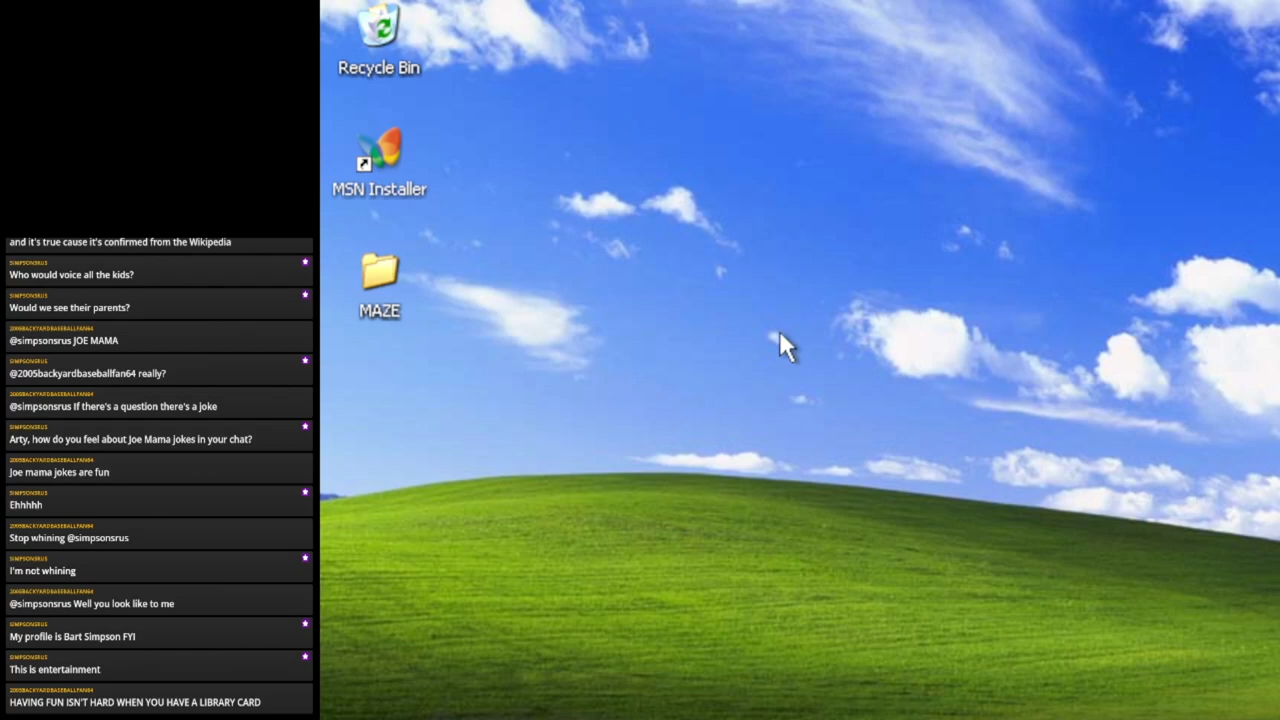 and it's true cause it's confirmed from the Wikipedia
SIMPSONSRUS
Who would voice all the kids?
SIMPSONSRUS
Would we see their parents?
2005BACKYARDBASEBALLFAN64
@simpsonsrus JOE MAMA
SIMPSONSRUS
@2005backyardbaseballfan64 really?
2005BACKYARDBASEBALLFAN64
@simpsonsrus If there's a question there's a joke
SIMPSONSRUS
Arty, how do you feel about Joe Mama jokes in your chat?
2005BACKYARDBASEBALLFAN64
Joe mama jokes are fun
SIMPSONSRUS
Ehhhhh
2005BACKYARDBASEBALLFAN64
Stop whining @simpsonsrus
SIMPSONSRUS
I'm not whining
2005BACKYARDBASEBALLFAN64
@simpsonsrus Well you look like to me
SIMPSONSRUS
My profile is Bart Simpson FYI
SIMPSONSRUS
This is entertainment
2005BACKYARDBASEBALLFAN64
HAVING FUN ISN'T HARD WHEN YOU HAVE A LIBRARY CARD
Recycle Bin
MSN Installer
MAZE